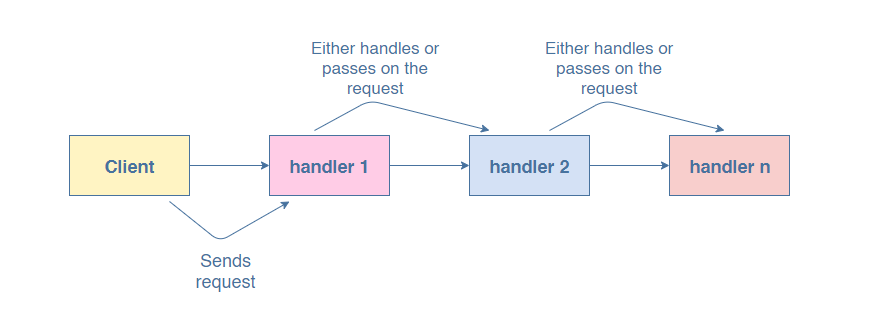 Either handles or
passes on the
request
Either handles or
passes on the
request
Client
handler 1
handler 2
handler n
Sends
request